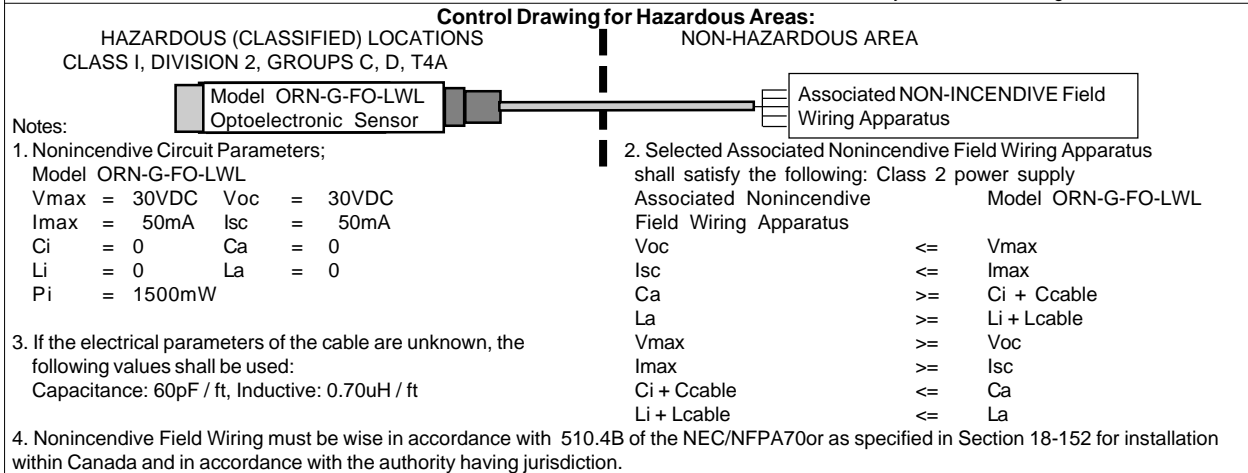 Control Drawing for Hazardous Areas:
HAZARDOUS (CLASSIFIED) LOCATIONS
CLASS I, DIVISION 2, GROUPS C, D, T4A
NON-HAZARDOUS AREA
Model ORN-G-FO-LWL
Optoelectronic Sensor
Associated NON-INCENDIVE Field
Wiring Apparatus
Notes:
1. Nonincendive Circuit Parameters;
Model ORN-G-FO-LWL
Vmax = 30VDC Voc = 30VDC
Imax = 50mA Isc = 50mA
Ci = 0 Ca = 0
Li = 0 La = 0
Pi = 1500mW
3. If the electrical parameters of the cable are unknown, the
following values shall be used:
Capacitance: 60pF / ft, Inductive: 0.70uH / ft
2. Selected Associated Nonincendive Field Wiring Apparatus
shall satisfy the following: Class 2 power supply
Associated Nonincendive Model ORN-G-FO-LWL
Field Wiring Apparatus
Voc <= Vmax
Isc <= Imax
Ca >= Ci + Ccable
La >= Li + Lcable
Vmax >= Voc
Imax >= Isc
Ci + Ccable <= Ca
Li + Lcable <= La
4. Nonincendive Field Wiring must be wise in accordance with 510.4B of the NEC/NFPA70or as specified in Section 18-152 for installation
within Canada and in accordance with the authority having jurisdiction.